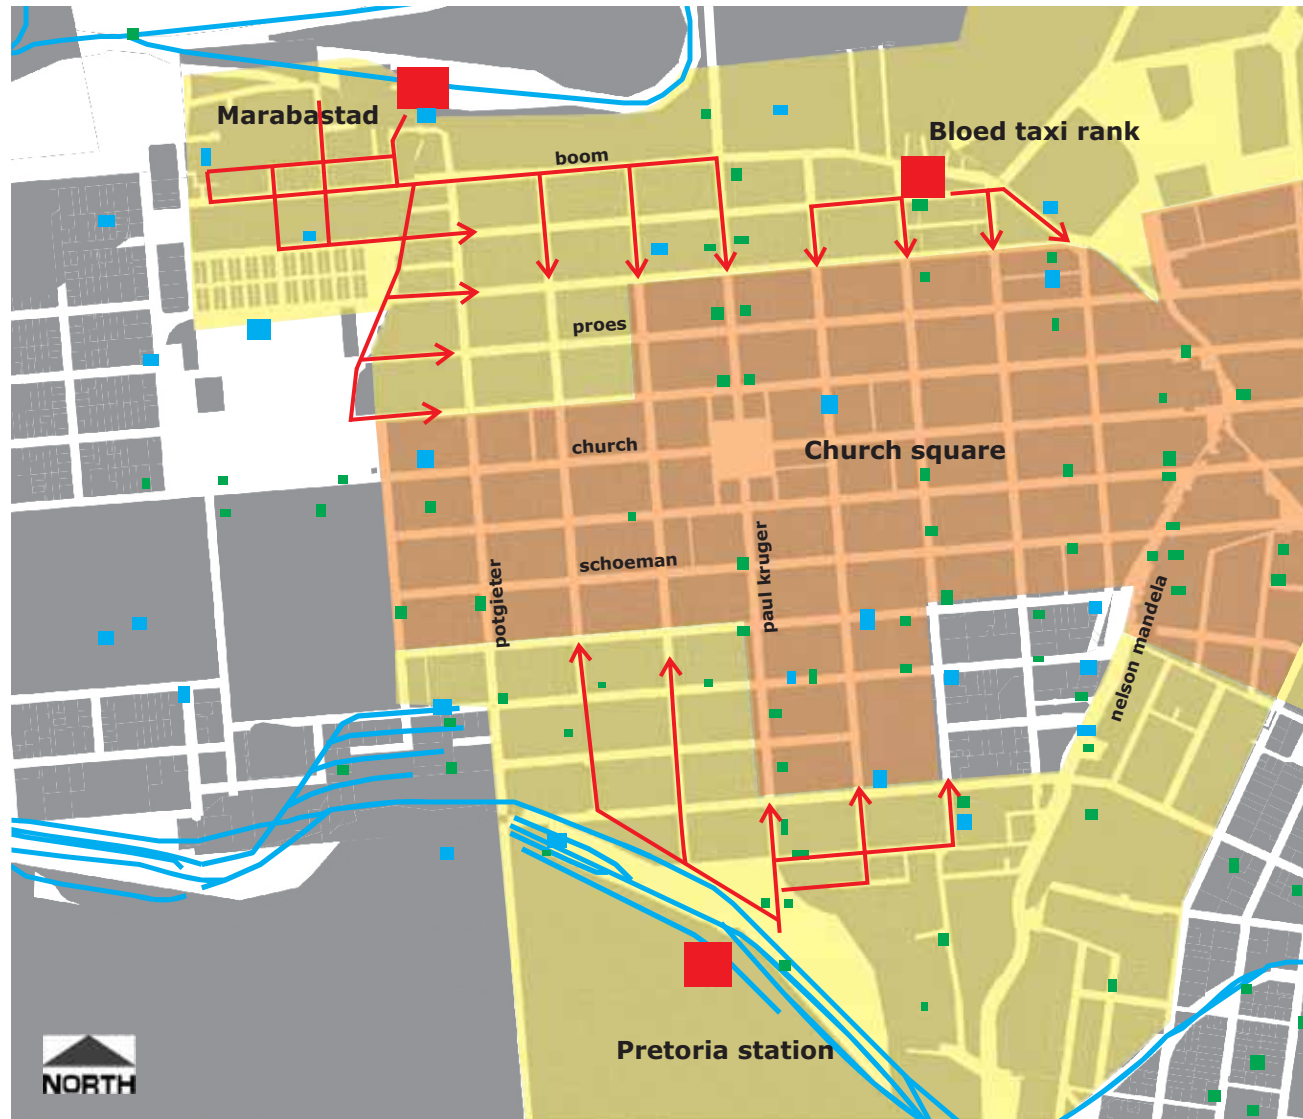 Marabastad
Bloed taxi rank
boom
proes
church
Church square
schoeman
paul kruger
potgieter
nelson mandela
Pretoria station
NORTH